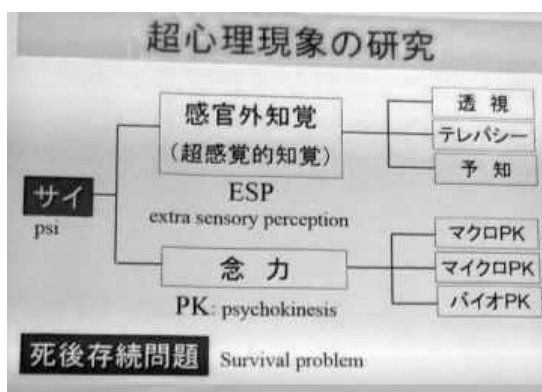 超心理現象の研究
感官外知覚
(超感覚的知覚)
ESP
extra sensory perception
透視
テレパシー
予知
サイ
psi
念力
PK: psychokinesis
マクロPK
マイクロPK
バイオPK
死後存続問題 Survival problem